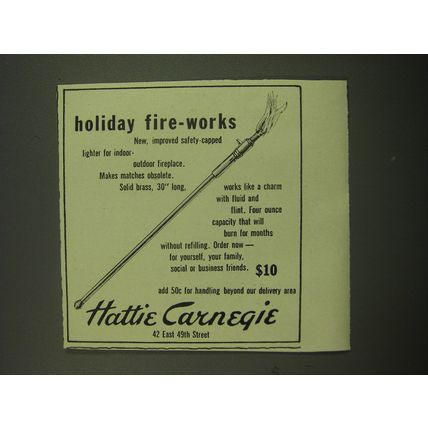 holiday fire-works
New, improved safety-capped
lighter for indoor-
outdoor fireplace.
Makes matches obsolete.
Solid brass, 30" long,
works like a charm
with fluid and
flint. Four ounce
capacity that will
burn for months
without refilling. Order now —
for yourself, your family,
social or business friends. $10
add 50c for handling beyond our delivery area
Hattie Carnegie
42 East 49th Street